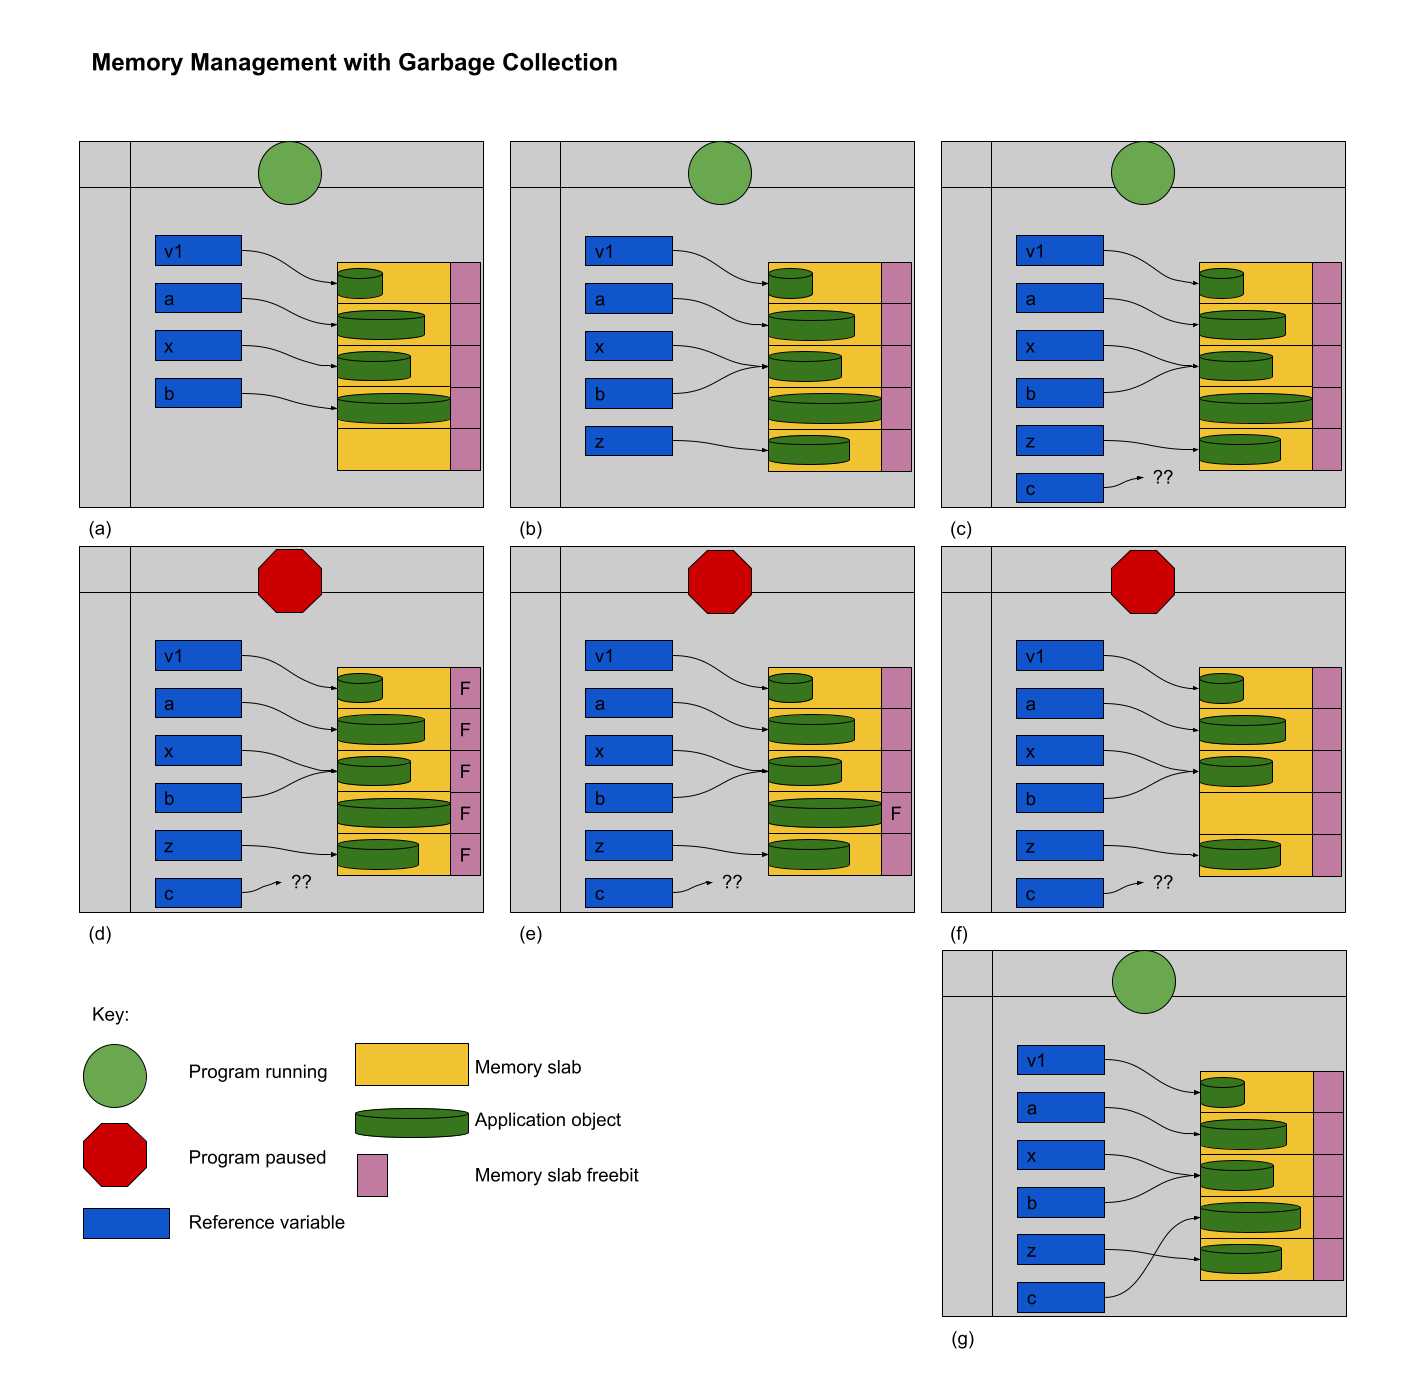 Memory Management with Garbage Collection
v1
a
x
b
(a)
v1
a
x
b
z
(b)
v1
a
x
b
z
c
??
(c)
v1
a
x
b
z
c
??
F
F
F
F
F
(d)
v1
a
x
b
z
c
??
F
(e)
v1
a
x
b
z
c
??
(f)
v1
a
x
b
z
c
(g)
Key:
Program running
Program paused
Reference variable
Memory slab
Application object
Memory slab freebit